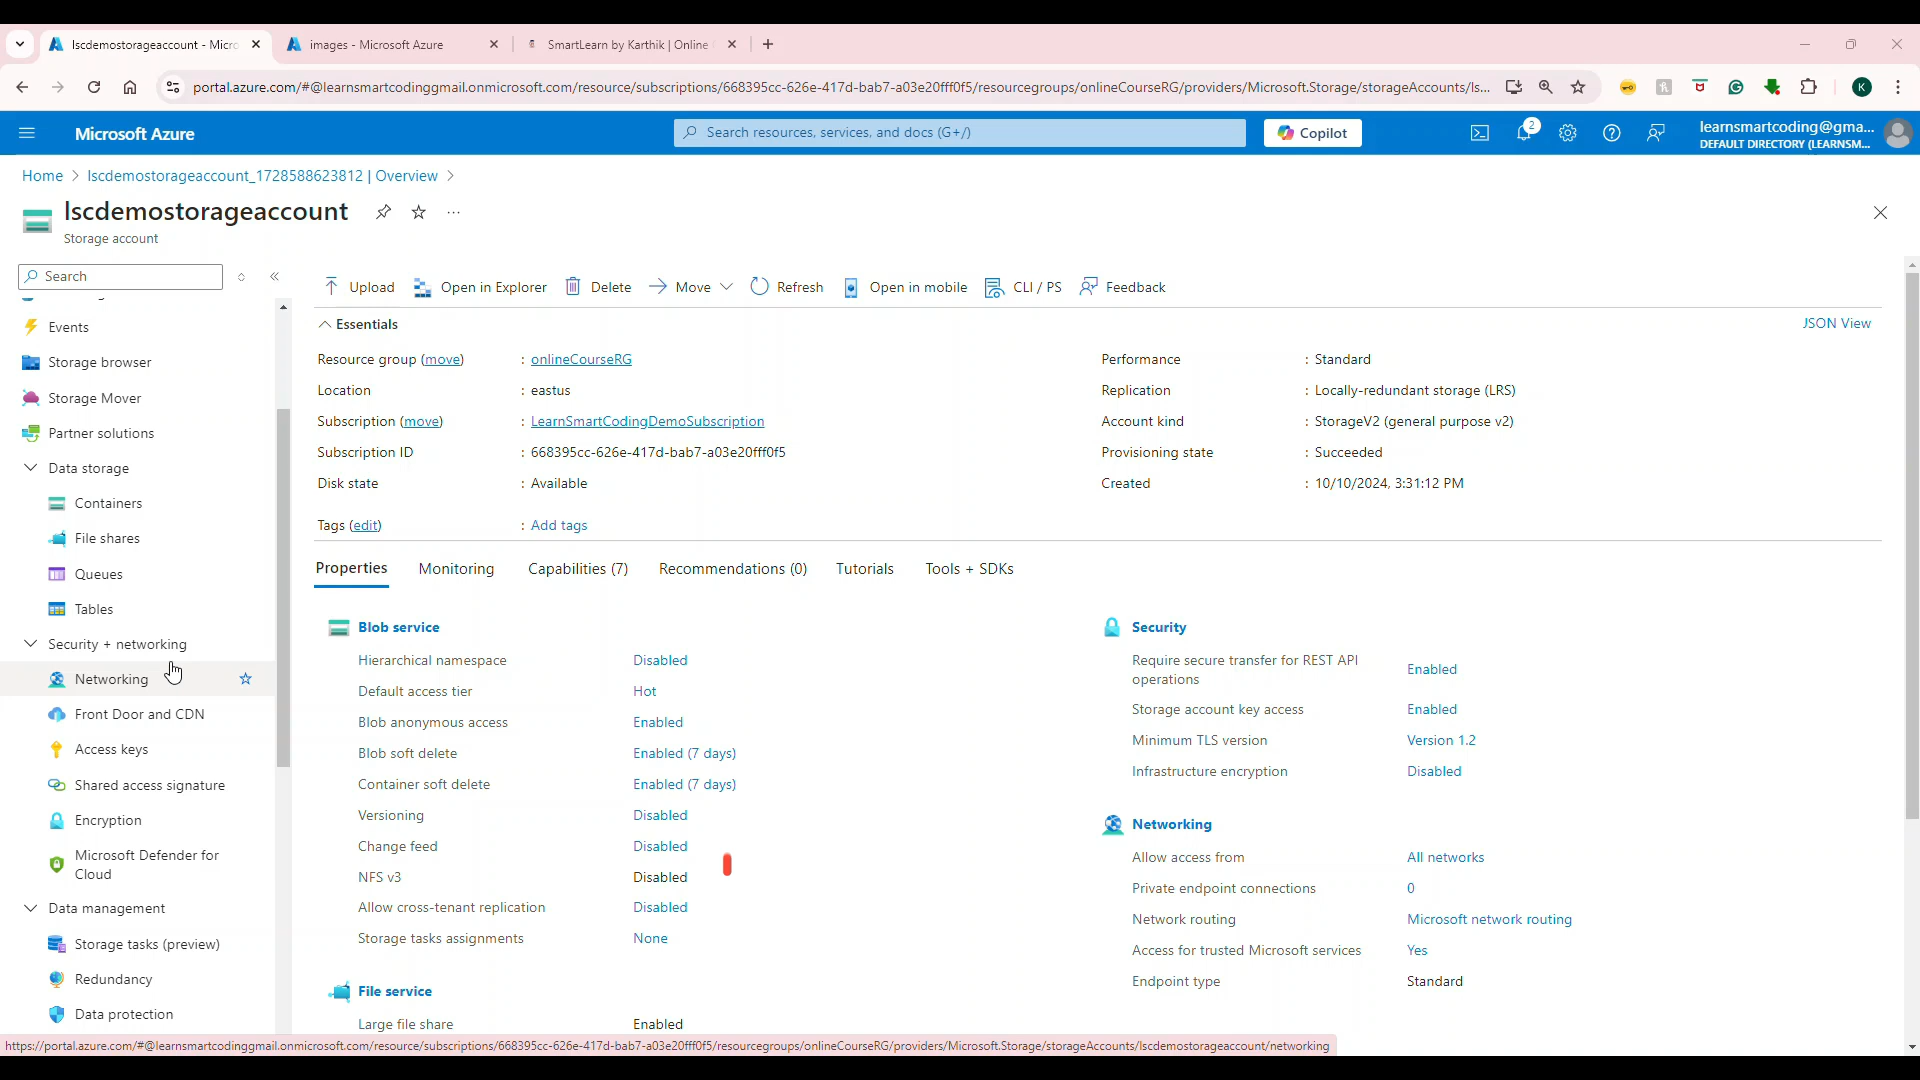 lscdemostorageaccount - Micro
images - Microsoft Azure
SmartLearn by Karthik | Online
portal.azure.com/#@learnsmartcodinggmail.onmicrosoft.com/resource/subscriptions/668395cc-626e-417d-bab7-a03e20fff0f5/resourcegroups/onlineCourseRG/providers/Microsoft.Storage/storageAccounts/ls...
K
Microsoft Azure
Search resources, services, and docs (G+/)
Copilot
2
learnsmartcoding@gma...
DEFAULT DIRECTORY (LEARNSM...
Home > lscdemostorageaccount_1728588623812 | Overview >
lscdemostorageaccount
Storage account
Search
Events
Storage browser
Storage Mover
Partner solutions
Data storage
Containers
File shares
Queues
Tables
Security + networking
Networking
Front Door and CDN
Access keys
Shared access signature
Encryption
Microsoft Defender for
Cloud
Data management
Storage tasks (preview)
Redundancy
Data protection
Upload
Open in Explorer
Delete
Move
Refresh
Open in mobile
CLI / PS
Feedback
Essentials
JSON View
Resource group (move) : onlineCourseRG
Location : eastus
Subscription (move) : LearnSmartCodingDemoSubscription
Subscription ID : 668395cc-626e-417d-bab7-a03e20fff0f5
Disk state : Available
Tags (edit) : Add tags
Performance : Standard
Replication : Locally-redundant storage (LRS)
Account kind : StorageV2 (general purpose v2)
Provisioning state : Succeeded
Created : 10/10/2024, 3:31:12 PM
Properties
Monitoring
Capabilities (7)
Recommendations (0)
Tutorials
Tools + SDKs
Blob service
Hierarchical namespace Disabled
Default access tier Hot
Blob anonymous access Enabled
Blob soft delete Enabled (7 days)
Container soft delete Enabled (7 days)
Versioning Disabled
Change feed Disabled
NFS v3 Disabled
Allow cross-tenant replication Disabled
Storage tasks assignments None
File service
Large file share Enabled
Security
Require secure transfer for REST API
operations Enabled
Storage account key access Enabled
Minimum TLS version Version 1.2
Infrastructure encryption Disabled
Networking
Allow access from All networks
Private endpoint connections 0
Network routing Microsoft network routing
Access for trusted Microsoft services Yes
Endpoint type Standard
https://portal.azure.com/#@learnsmartcodinggmail.onmicrosoft.com/resource/subscriptions/668395cc-626e-417d-bab7-a03e20fff0f5/resourcegroups/onlineCourseRG/providers/Microsoft.Storage/storageAccounts/lscdemostorageaccount/networking